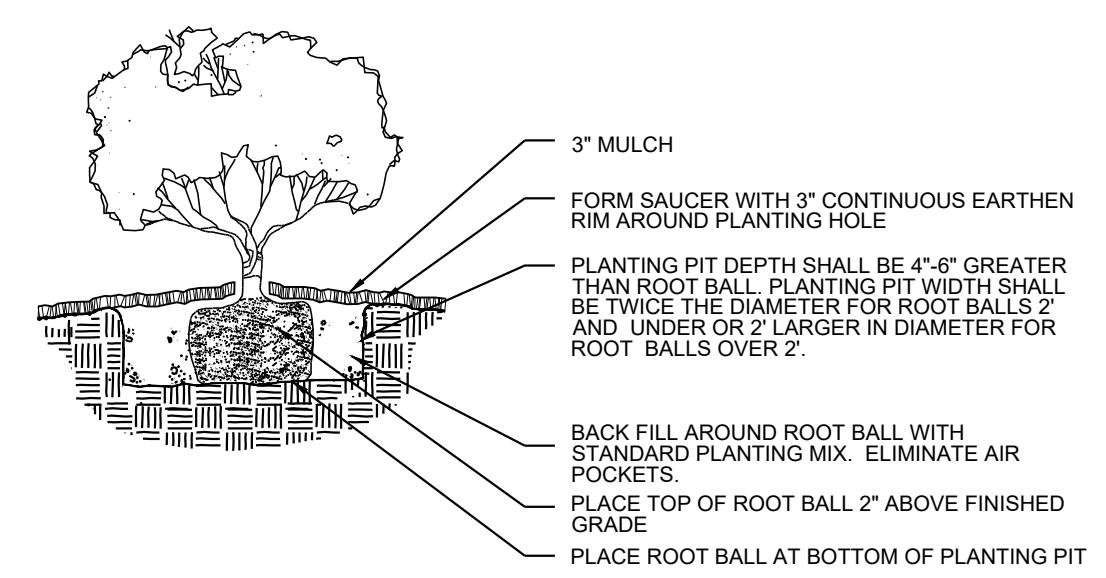 3" MULCH
FORM SAUCER WITH 3" CONTINUOUS EARTHEN
RIM AROUND PLANTING HOLE
PLANTING PIT DEPTH SHALL BE 4"-6" GREATER
THAN ROOT BALL. PLANTING PIT WIDTH SHALL
BE TWICE THE DIAMETER FOR ROOT BALLS 2'
AND UNDER OR 2' LARGER IN DIAMETER FOR
ROOT BALLS OVER 2'.
BACK FILL AROUND ROOT BALL WITH
STANDARD PLANTING MIX. ELIMINATE AIR
POCKETS.
PLACE TOP OF ROOT BALL 2" ABOVE FINISHED
GRADE
PLACE ROOT BALL AT BOTTOM OF PLANTING PIT